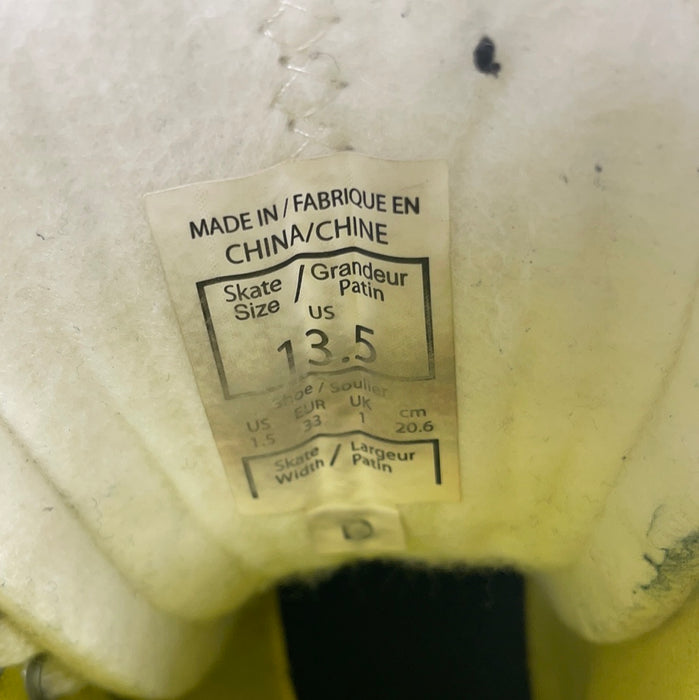 MADE IN / FABRIQUE EN
CHINA/CHINE
Skate / Grandeur
Size Patin
US
13.5
Shoe / Soulier
US EUR UK cm
1.5 33 1 20.6
Skate / Largeur
Width Patin
D